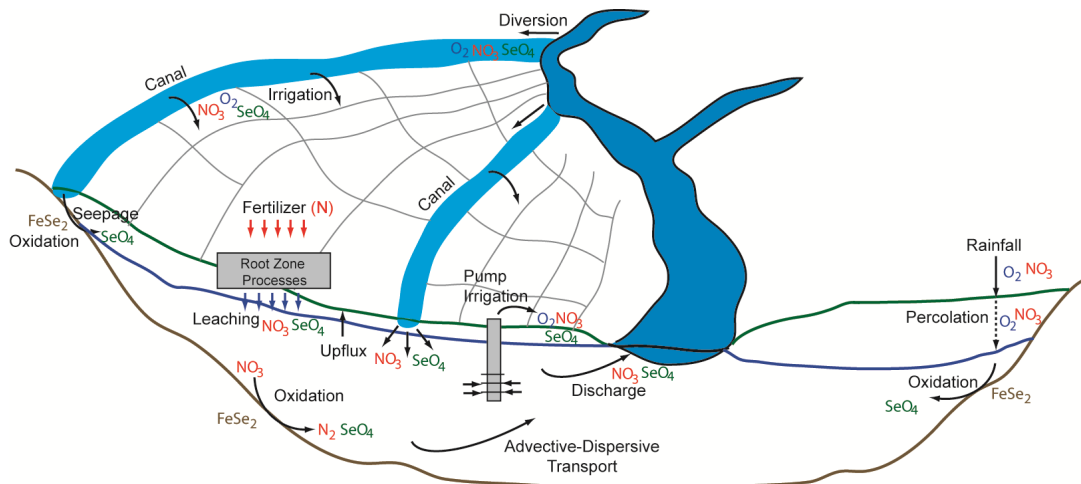 Diversion
O2 NO3 SeO4
Canal
Irrigation
NO3 O2 SeO4
Canal
Fertilizer (N)
Seepage
FeSe2
Oxidation
SeO4
Root Zone
Processes
Leaching
NO3 SeO4
Upflux
NO3
SeO4
Pump
Irrigation
O2 NO3
SeO4
NO3 SeO4
Discharge
Rainfall
O2 NO3
Percolation
O2 NO3
Oxidation
SeO4
FeSe2
NO3
Oxidation
FeSe2
N2 SeO4
Advective-Dispersive
Transport